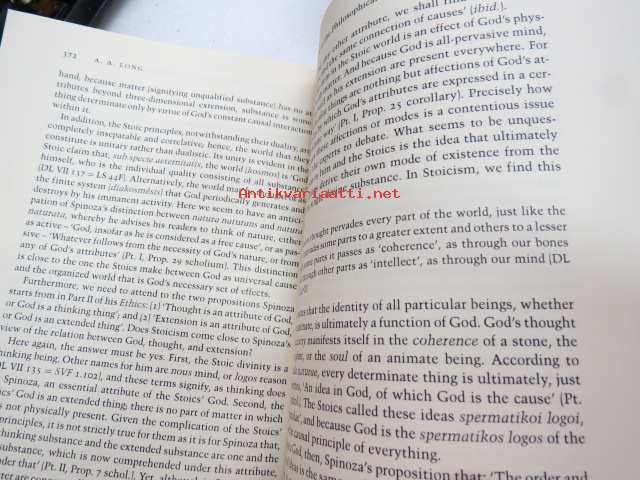 372 A. A. LONG
hand, because matter [signifying unqualified substance] has no at-
tributes beyond three-dimensional extension, substance is some-
thing determinate only by virtue of God's constant causal interaction
within it.
In addition, the Stoic principles, notwithstanding their duality, are
completely inseparable and correlative; hence, the world that they
constitute is unitary rather than dualistic. Its unity is evident in the
Stoic claim that, sub specie aeternitatis, the world (kosmos) is 'God
himself, who is the individual quality consisting of all substance'
(DL VII 137 = LS 44F). Alternatively, the world may be
the finite system (diakosmēsis) that God periodically generates and
destroys by his immanent activity. Here we seem to have an antici-
pation of Spinoza's distinction between natura naturans and natura
naturata, whereby he advises his readers to think of nature, either
as active – 'God, insofar as he is considered as a free cause', or as pas-
sive – 'Whatever follows from the necessity of God's nature, or from
any of God's attributes' (Pt. I, Prop. 29 scholium). This distinction
is close to the one the Stoics make between God as universal cause
and the organized world that is God's necessary set of effects.
Furthermore, we need to attend to the two propositions Spinoza
starts from in Part II of his Ethics: (1) 'Thought is an attribute of God,
or God is a thinking thing'; and (2) 'Extension is an attribute of God,
or God is an extended thing'. Does Stoicism come close to Spinoza's
view of the relation between God, thought, and extension?
Here again, the answer must be yes. First, the Stoic divinity is a
thinking being. Other names for him are nous mind, or logos reason
DL VII 135 = SVF 1.102), and these terms signify, as thinking does
Spinoza, an essential attribute of the Stoics' God. Second, the
Stoics' God is an extended thing; there is no part of matter in which
is not physically present. Given the complication of the Stoics'
principles, it is not strictly true for them as it is for Spinoza that,
thinking substance and the extended substance are one and the
substance, which is now comprehended under this attribute,
under that' (Pt. II, Prop. 7 schol.). Yet,
Philosophical
other attribute, we shall find
same connection of causes' (ibid.).
in the Stoic world is an effect of God's phys-
And because God is all-pervasive mind,
his extension are present everywhere. For
things are nothing but affections of God's at-
which God's attributes are expressed in a cer-
way' (Pt. I, Prop. 25 corollary). Precisely how
affections or modes is a contentious issue
experts to debate. What seems to be unques-
him and the Stoics is the idea that ultimately
derive their own mode of existence from the
of substance. In Stoicism, we find this
thought pervades every part of the world, just like the
pervades some parts to a greater extent and others to a lesser
some parts it passes as 'coherence', as through our bones
through other parts as 'intellect', as through our mind (DL
that the identity of all particular beings, whether
inanimate, is ultimately a function of God. God's thought
manifests itself in the coherence of a stone, the
or the soul of an animate being. According to
every determinate thing is ultimately, just
An idea in God, of which God is the cause' (Pt.
The Stoics called these ideas spermatikoi logoi,
and because God is the spermatikos logos of the
causal principle of everything.
God, then, Spinoza's proposition that: 'The order and
ideas is the same
Antikvariaatti.net